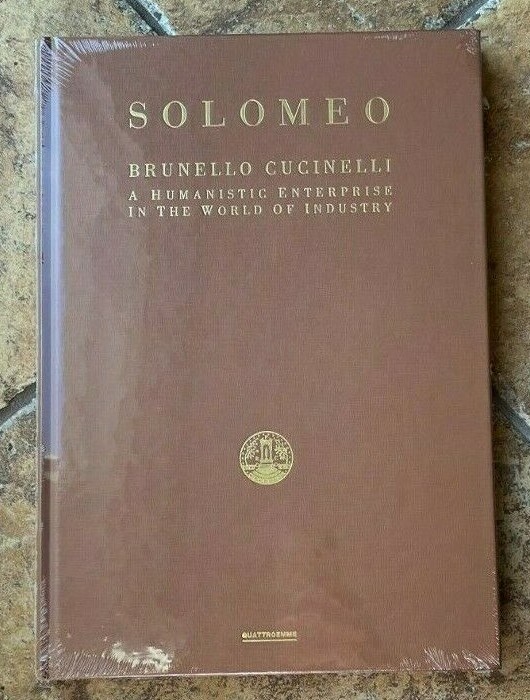 SOLOMEO
BRUNELLO CUCINELLI
A HUMANISTIC ENTERPRISE
IN THE WORLD OF INDUSTRY
QUATTROEMME